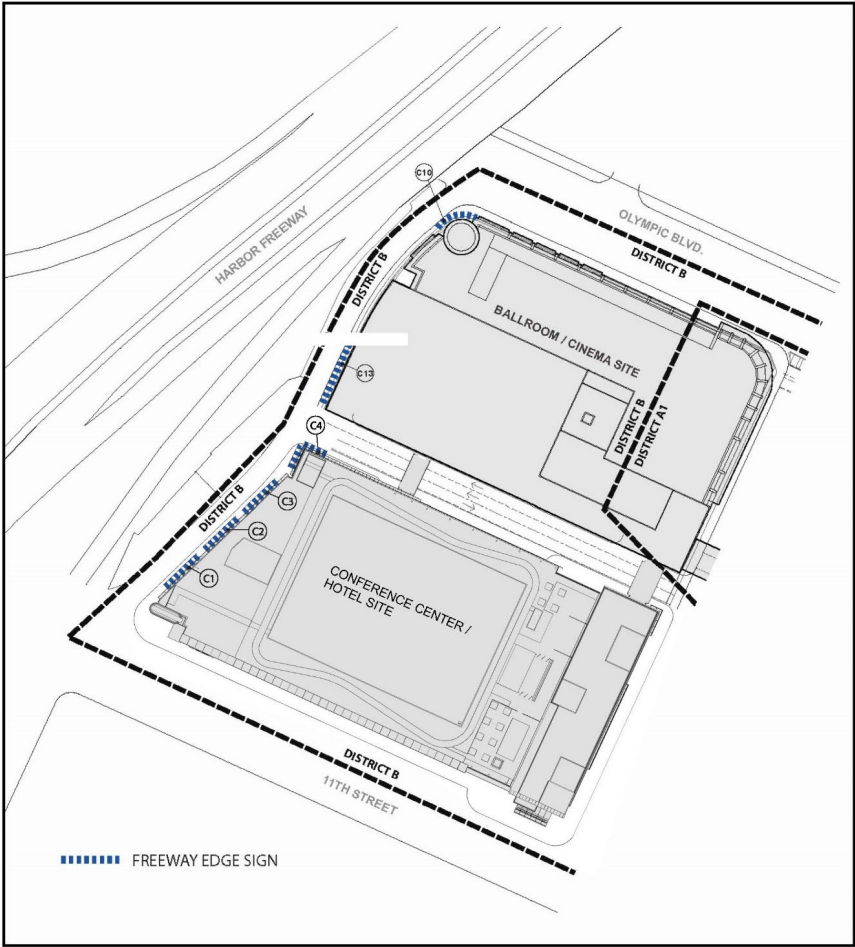 C10
OLYMPIC BLVD.
DISTRICT B
HARBOR FREEWAY
DISTRICT B
BALLROOM / CINEMA SITE
C13
DISTRICT B
DISTRICT A1
C4
C3
DISTRICT B
C2
C1
CONFERENCE CENTER /
HOTEL SITE
DISTRICT B
11TH STREET
FREEWAY EDGE SIGN